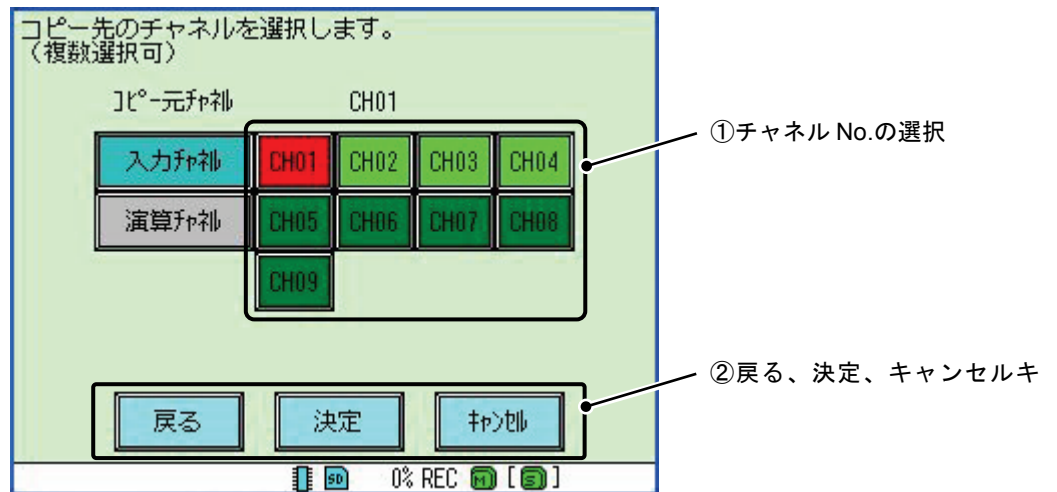 コピー先のチャネルを選択します。
(複数選択可)
ｺﾋﾟｰ元ﾁｬﾈﾙ CH01
入力ﾁｬﾈﾙ CH01 CH02 CH03 CH04
演算ﾁｬﾈﾙ CH05 CH06 CH07 CH08
CH09
①チャネル No.の選択
戻る 決定 ｷｬﾝｾﾙ
②戻る、決定、キャンセルキ
SD 0% REC M [S]